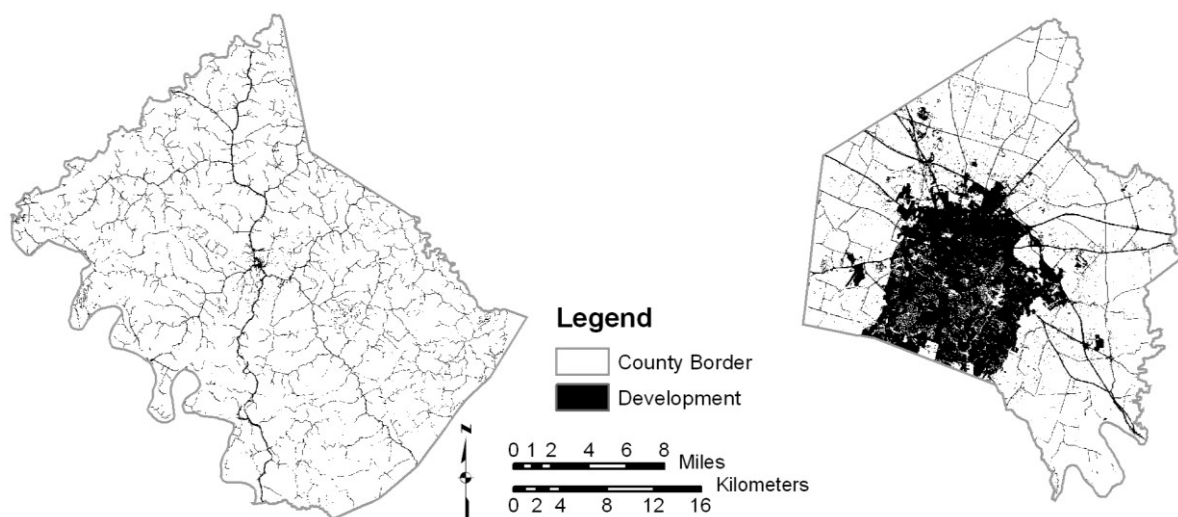 Legend
County Border
Development
N
0 1 2 4 6 8
Miles
Kilometers
0 2 4 8 12 16